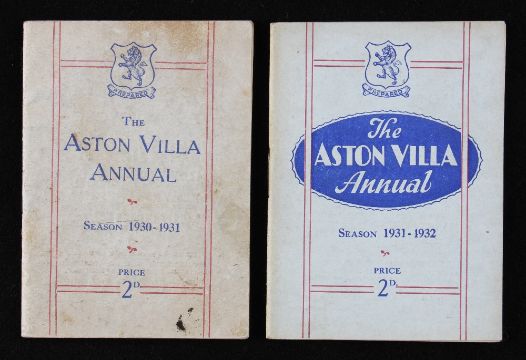 PREPARED
THE
ASTON VILLA
ANNUAL
SEASON 1930-1931
PRICE
2D.
PREPARED
The
ASTON VILLA
Annual
SEASON 1931-1932
PRICE
2D.